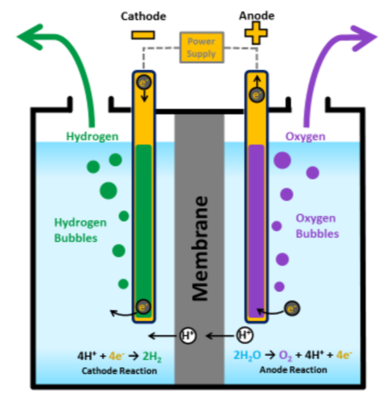 Cathode
Anode
Power
Supply
e⁻
e⁻
Hydrogen
Oxygen
Hydrogen
Bubbles
Membrane
Oxygen
Bubbles
e⁻
e⁻
H⁺
H⁺
4H⁺ + 4e⁻ → 2H₂
Cathode Reaction
2H₂O → O₂ + 4H⁺ + 4e⁻
Anode Reaction